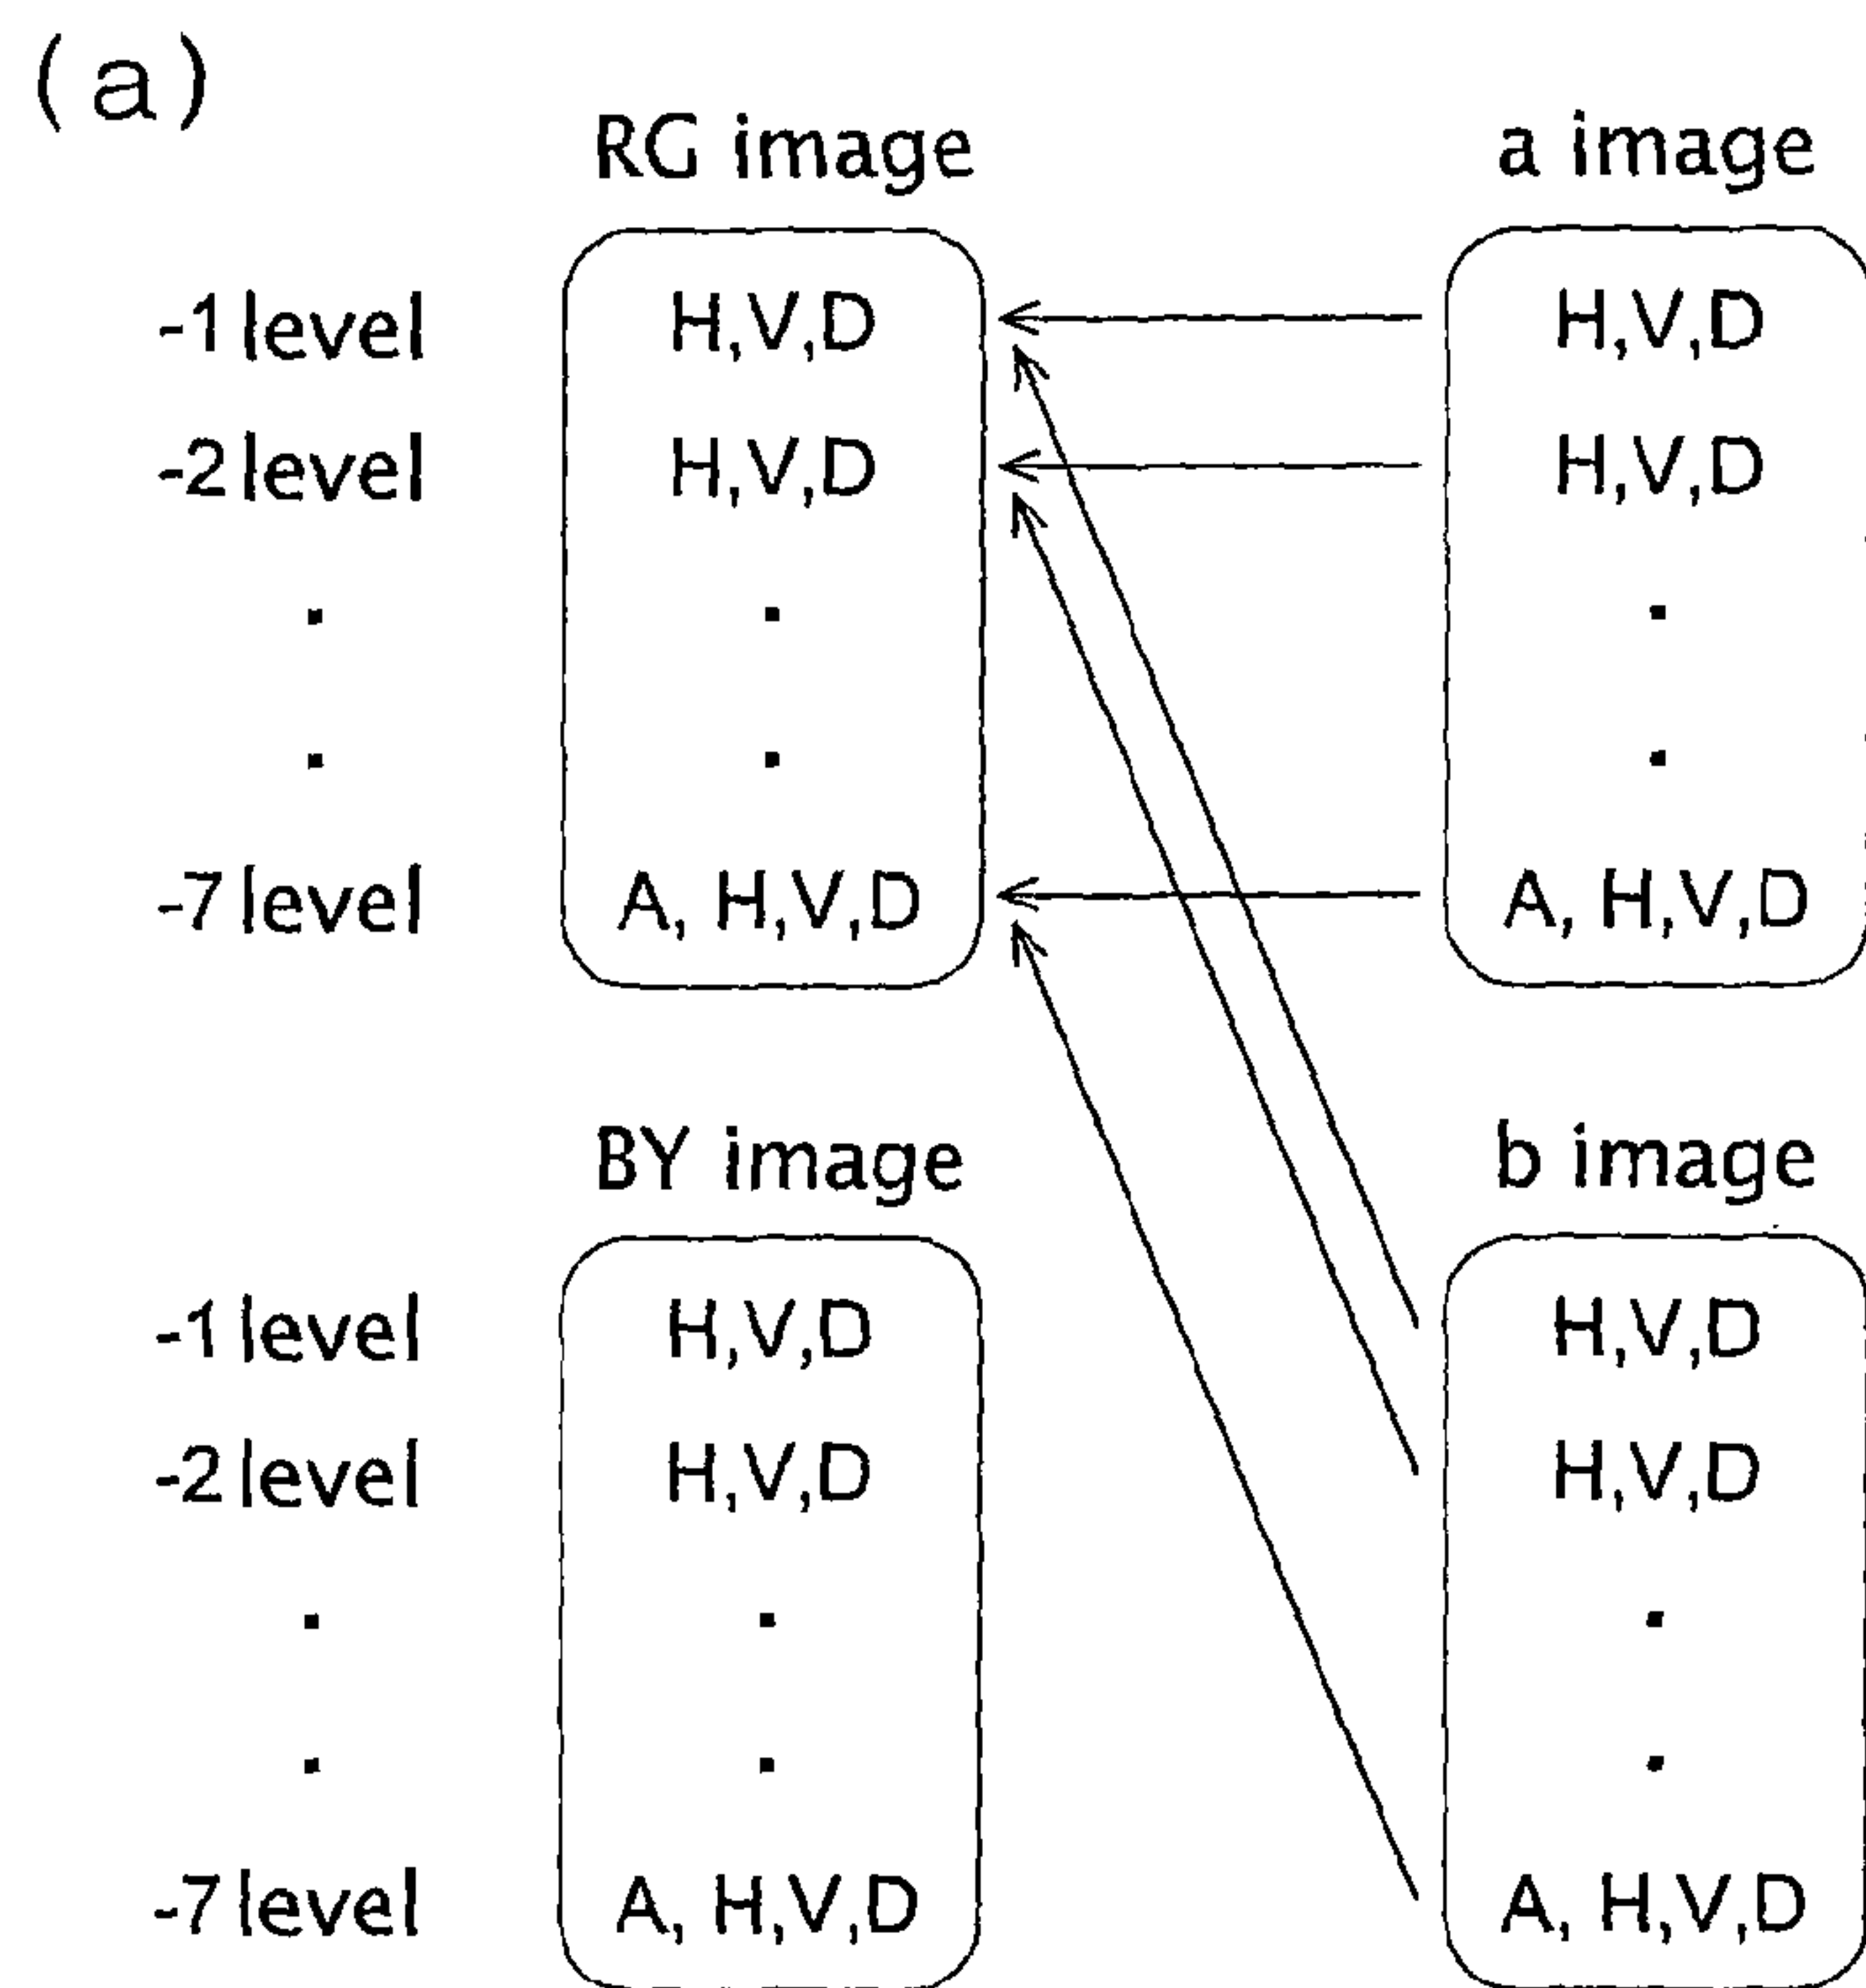 (a)
RG image a image
-1 level H,V,D H,V,D
-2 level H,V,D H,V,D
. . .
. . .
-7 level A, H,V,D A, H,V,D
BY image b image
-1 level H,V,D H,V,D
-2 level H,V,D H,V,D
. . .
. . .
-7 level A, H,V,D A, H,V,D